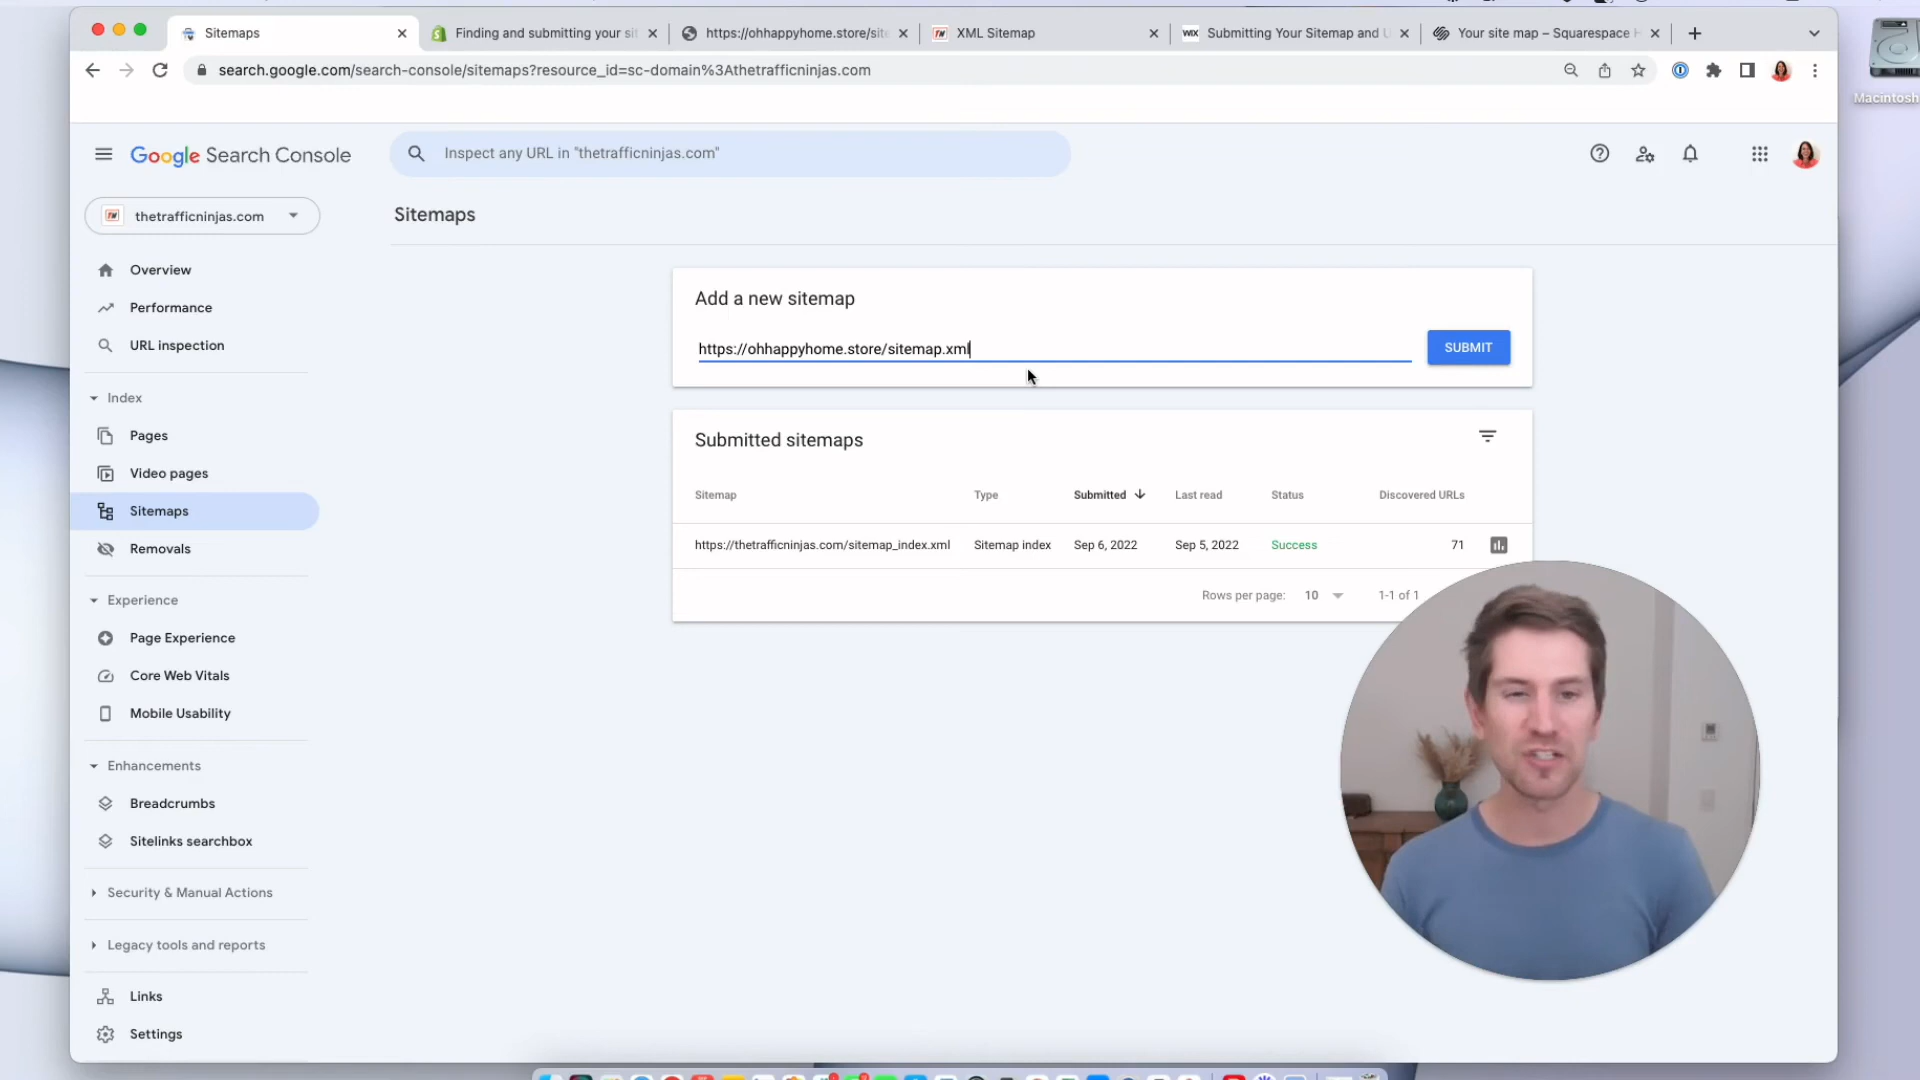 Sitemaps
Finding and submitting your sit
https://ohhappyhome.store/site
XML Sitemap
WIX Submitting Your Sitemap and U
Your site map – Squarespace H
search.google.com/search-console/sitemaps?resource_id=sc-domain%3Athetrafficninjas.com
Macintosh
Google Search Console
Inspect any URL in "thetrafficninjas.com"
thetrafficninjas.com
Sitemaps
Overview
Performance
URL inspection
Index
Pages
Video pages
Sitemaps
Removals
Experience
Page Experience
Core Web Vitals
Mobile Usability
Enhancements
Breadcrumbs
Sitelinks searchbox
Security & Manual Actions
Legacy tools and reports
Links
Settings
Add a new sitemap
https://ohhappyhome.store/sitemap.xml
SUBMIT
Submitted sitemaps
Sitemap Type Submitted Last read Status Discovered URLs
https://thetrafficninjas.com/sitemap_index.xml Sitemap index Sep 6, 2022 Sep 5, 2022 Success 71
Rows per page: 10 1-1 of 1